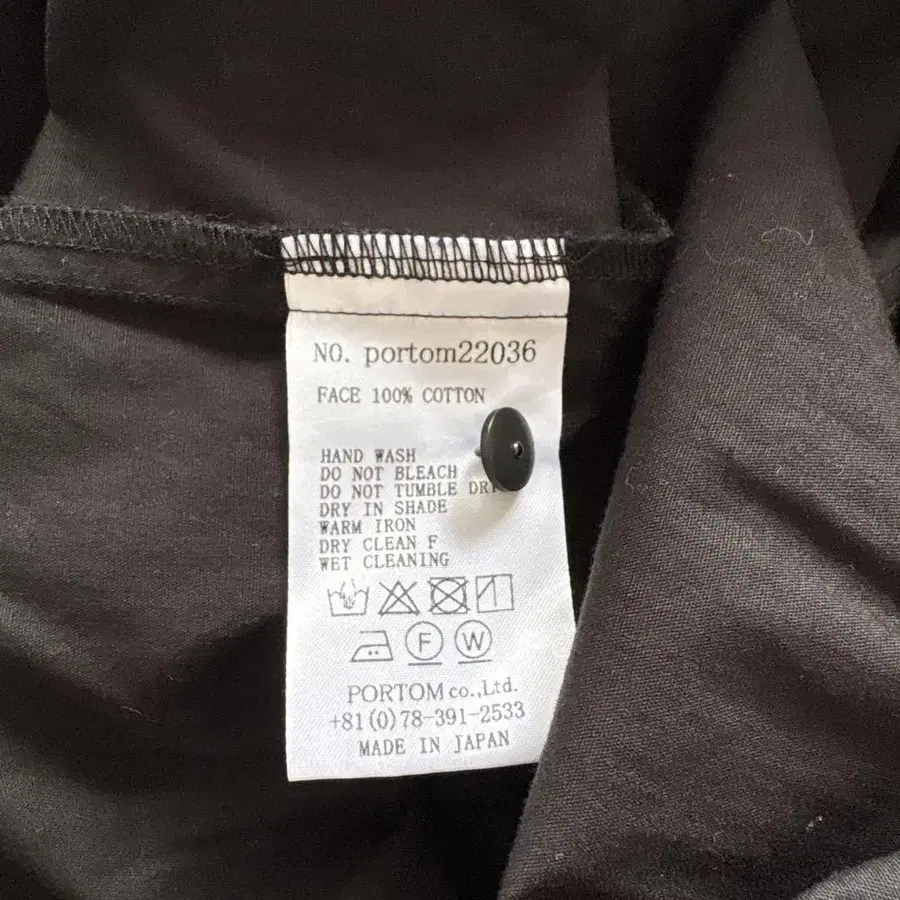 NO. portom22036
FACE 100% COTTON
HAND WASH
DO NOT BLEACH
DO NOT TUMBLE DRY
DRY IN SHADE
WARM IRON
DRY CLEAN F
WET CLEANING
F W
PORTOM co.,Ltd.
+81(0)78-391-2533
MADE IN JAPAN